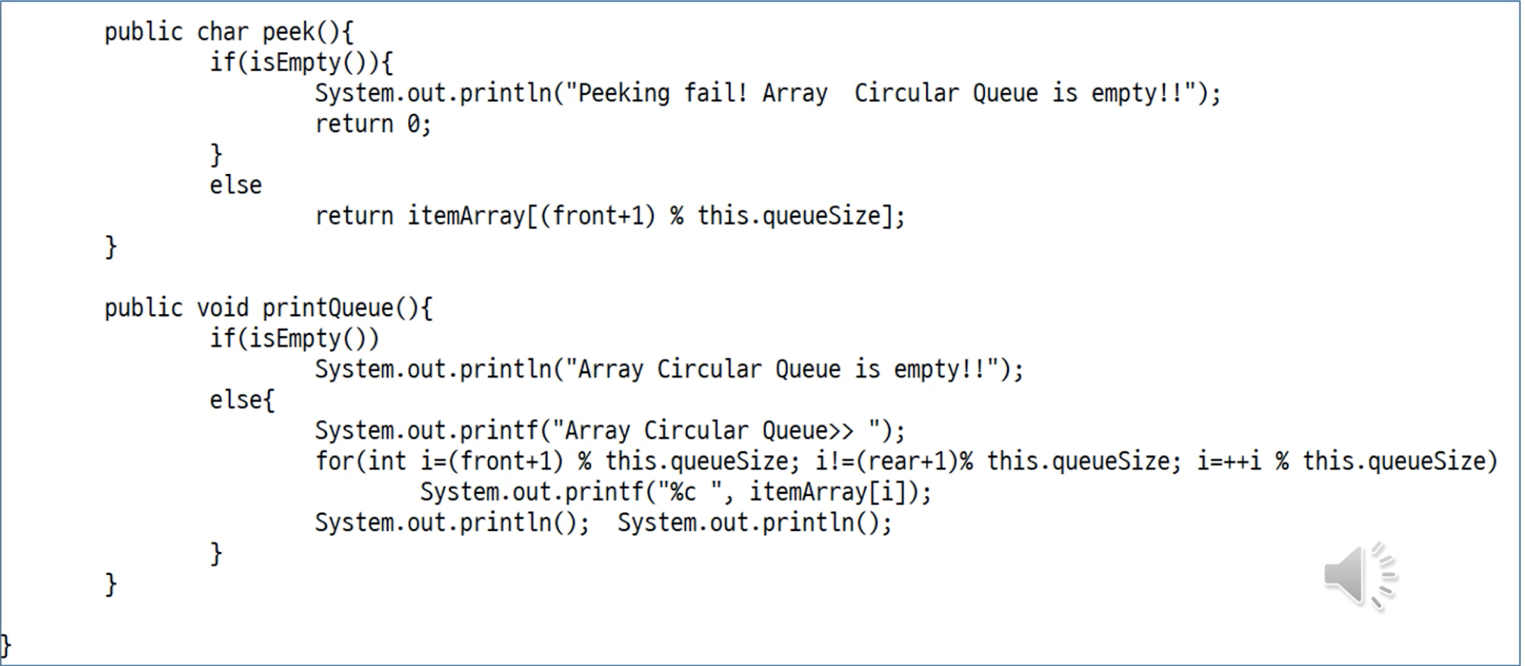 public char peek(){
if(isEmpty()){
System.out.println("Peeking fail! Array  Circular Queue is empty!!");
return 0;
}
else
return itemArray[(front+1) % this.queueSize];
}
public void printQueue(){
if(isEmpty())
System.out.println("Array Circular Queue is empty!!");
else{
System.out.printf("Array Circular Queue>> ");
for(int i=(front+1) % this.queueSize; i!=(rear+1)% this.queueSize; i=++i % this.queueSize)
System.out.printf("%c ", itemArray[i]);
System.out.println();  System.out.println();
}
}
}